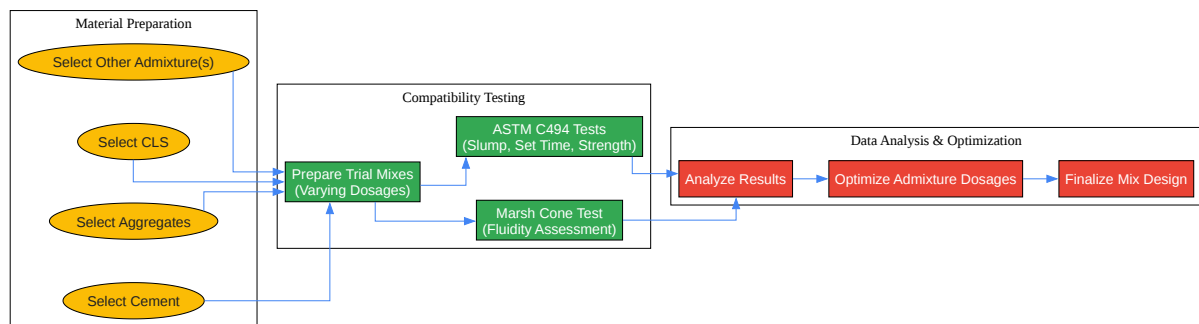 Material Preparation
Select Other Admixture(s)
Select CLS
Select Aggregates
Select Cement
Compatibility Testing
Prepare Trial Mixes
(Varying Dosages)
ASTM C494 Tests
(Slump, Set Time, Strength)
Marsh Cone Test
(Fluidity Assessment)
Data Analysis & Optimization
Analyze Results
Optimize Admixture Dosages
Finalize Mix Design